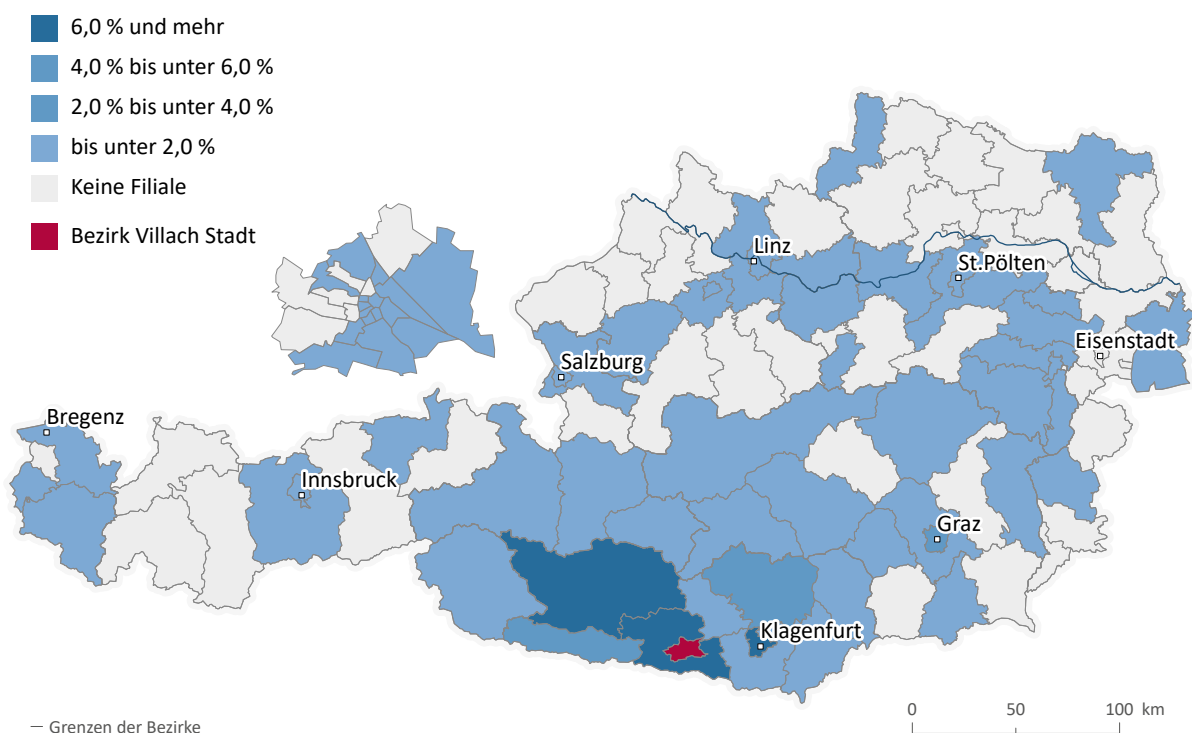 6,0 % und mehr
4,0 % bis unter 6,0 %
2,0 % bis unter 4,0 %
bis unter 2,0 %
Keine Filiale
Bezirk Villach Stadt
Linz
St.Pölten
Eisenstadt
Salzburg
Bregenz
Innsbruck
Graz
Klagenfurt
0 50 100 km
— Grenzen der Bezirke